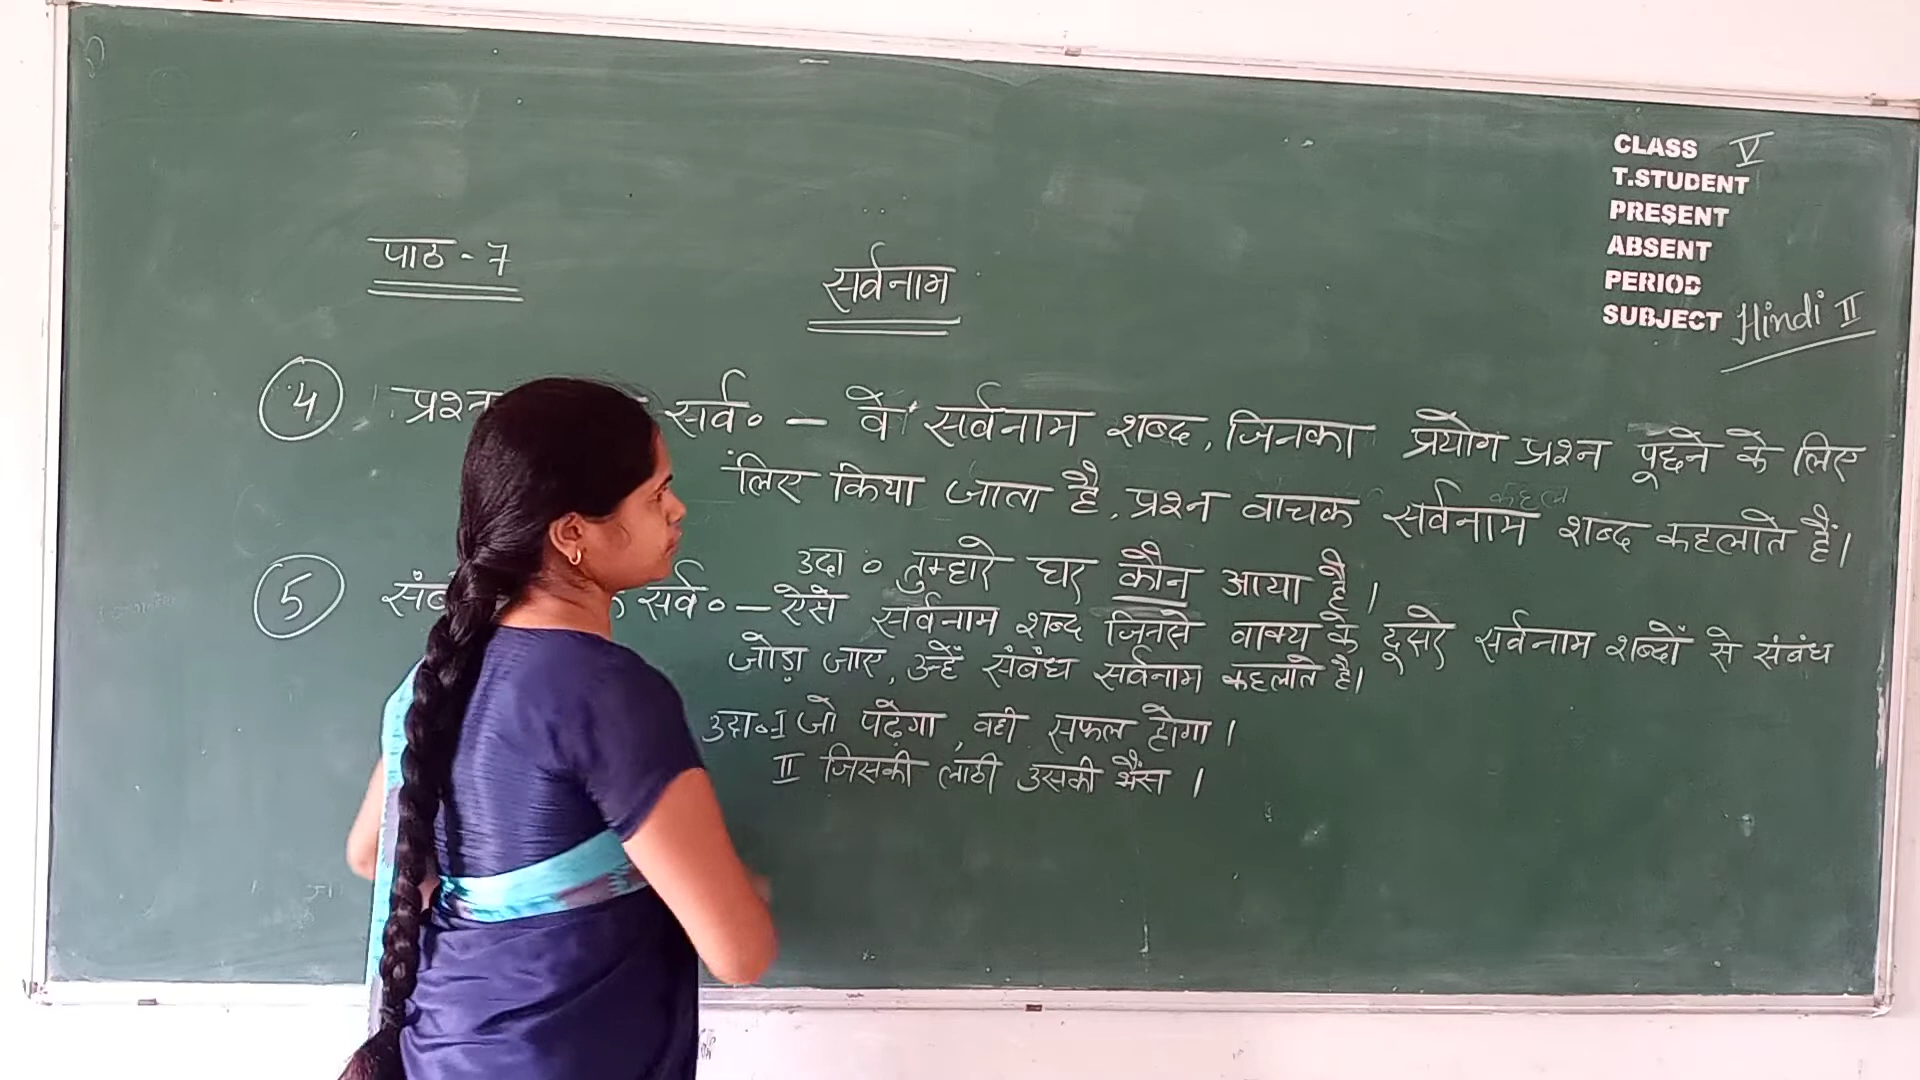 CLASS V
T.STUDENT
PRESENT
ABSENT
PERIOD
SUBJECT Hindi II
पाठ - 7
सर्वनाम
4 प्रश्न सर्व० - वे सर्वनाम शब्द, जिनका प्रयोग प्रश्न पूछने के लिए
लिए किया जाता है, प्रश्न वाचक सर्वनाम शब्द कहलाते हैं।
उदा ० तुम्हारे घर कौन आया है।
5 संब क सर्व० - ऐसे सर्वनाम शब्द जिनसे वाक्य के दूसरे सर्वनाम शब्दों से संबंध
जोड़ा जाए, उन्हें संबंध सर्वनाम कहलाते है।
उदा०-I जो पढ़ेगा, वही सफल होगा।
II जिसकी लाठी उसकी भैंस।